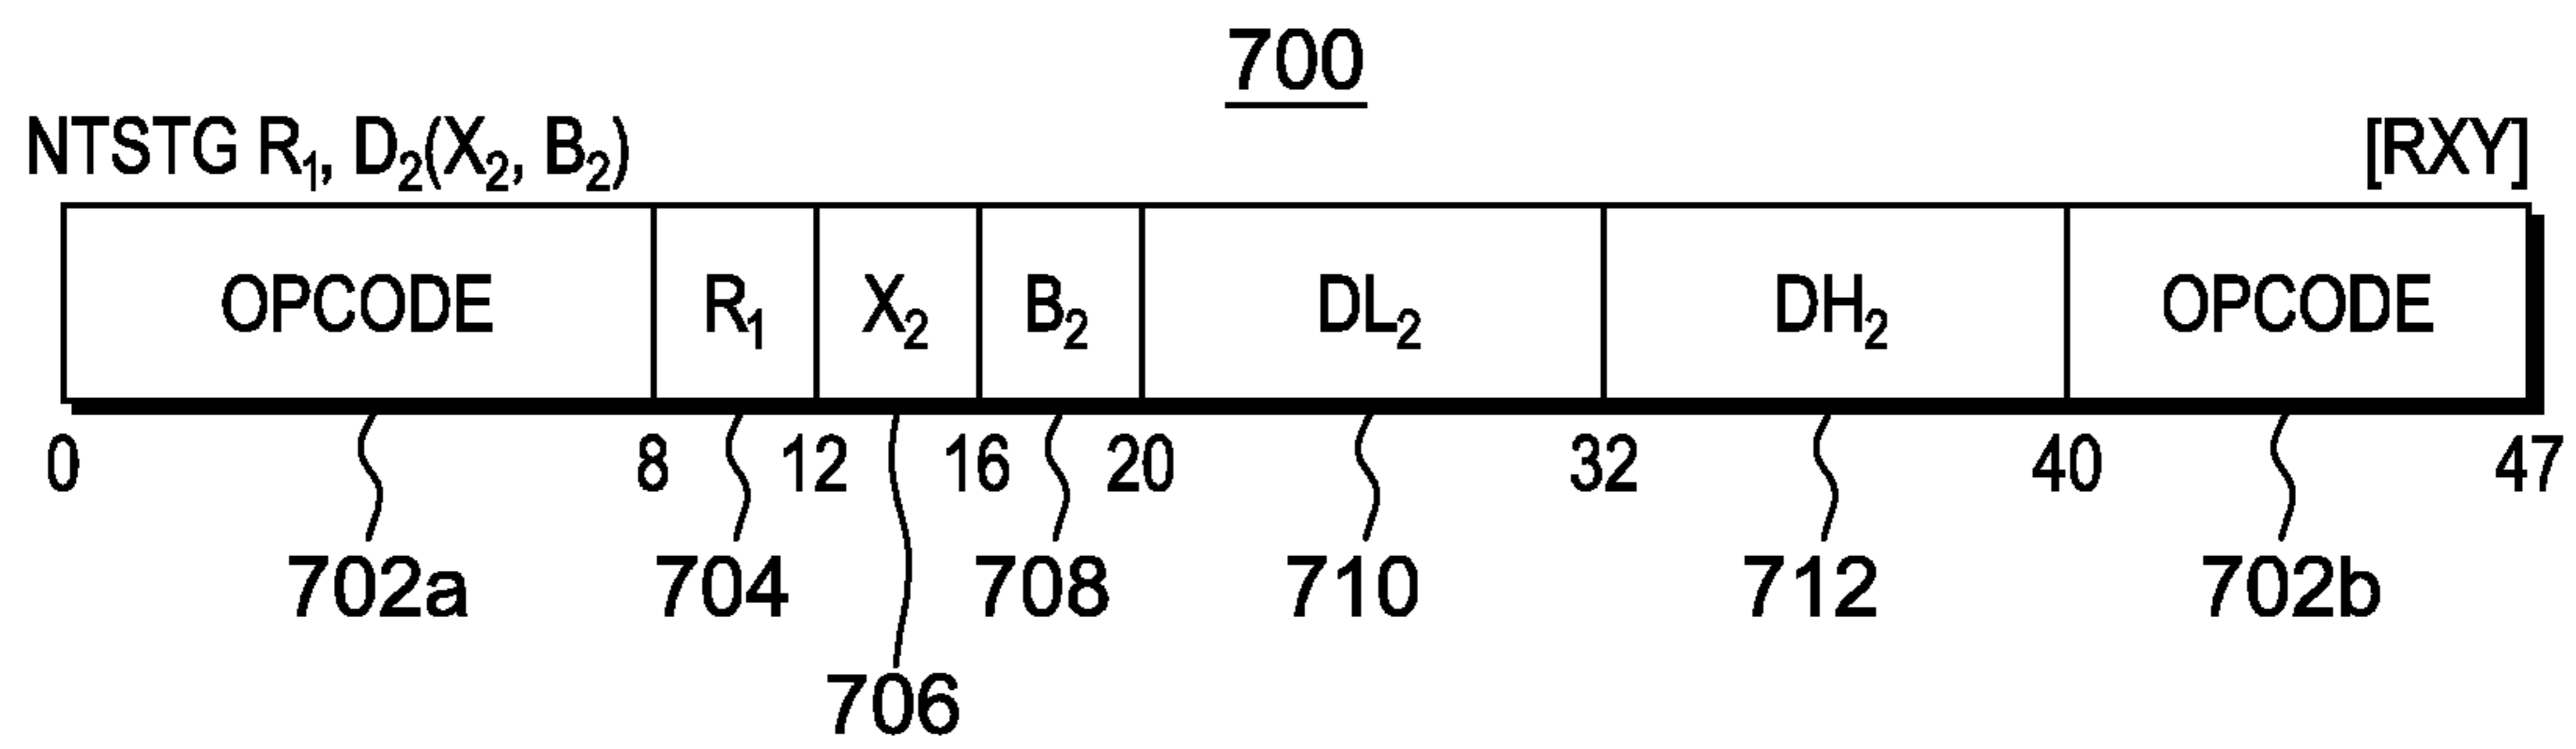 700
NTSTG R₁, D₂(X₂, B₂) [RXY]
OPCODE R₁ X₂ B₂ DL₂ DH₂ OPCODE
0 8 12 16 20 32 40 47
702a 704 708 710 712 702b
706